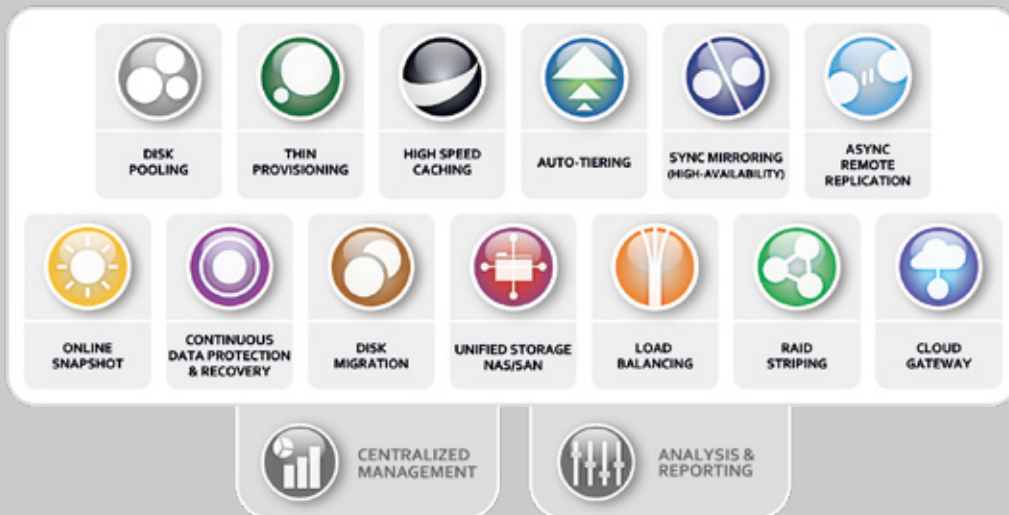 DISK
POOLING
THIN
PROVISIONING
HIGH SPEED
CACHING
AUTO-TIERING
SYNC MIRRORING
(HIGH-AVAILABILITY)
ASYNC
REMOTE
REPLICATION
ONLINE
SNAPSHOT
CONTINUOUS
DATA PROTECTION
& RECOVERY
DISK
MIGRATION
UNIFIED STORAGE
NAS/SAN
LOAD
BALANCING
RAID
STRIPING
CLOUD
GATEWAY
CENTRALIZED
MANAGEMENT
ANALYSIS &
REPORTING